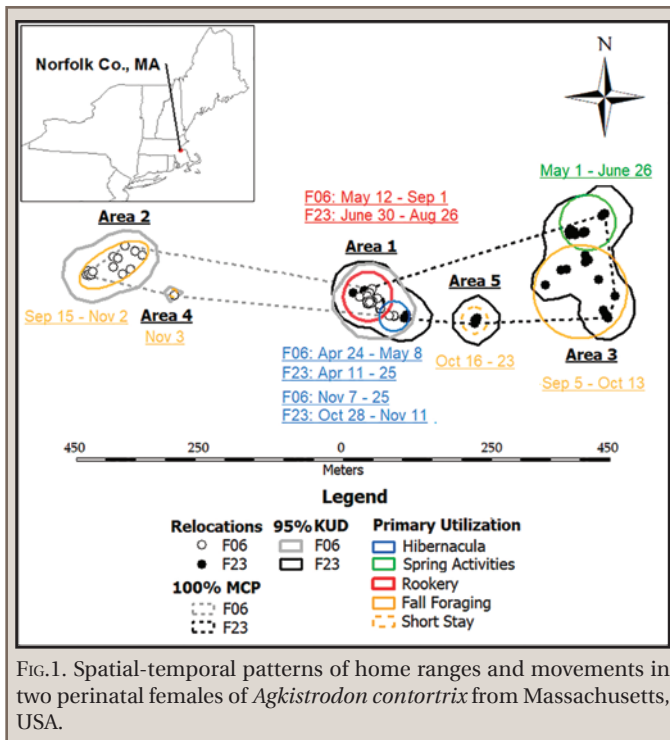 Norfolk Co., MA
N
May 1 - June 26
F06: May 12 - Sep 1
F23: June 30 - Aug 26
Area 2
Area 1
Area 5
Area 4
Sep 15 - Nov 2
Nov 3
Oct 16 - 23
Area 3
Sep 5 - Oct 13
F06: Apr 24 - May 8
F23: Apr 11 - 25
F06: Nov 7 - 25
F23: Oct 28 - Nov 11
450 250 0 250 450
Meters
Legend
Relocations 95% KUD Primary Utilization
F06 F06 Hibernacula
F23 F23 Spring Activities
100% MCP Rookery
F06 Fall Foraging
F23 Short Stay
FIG.1. Spatial-temporal patterns of home ranges and movements in
two perinatal females of Agkistrodon contortrix from Massachusetts,
USA.